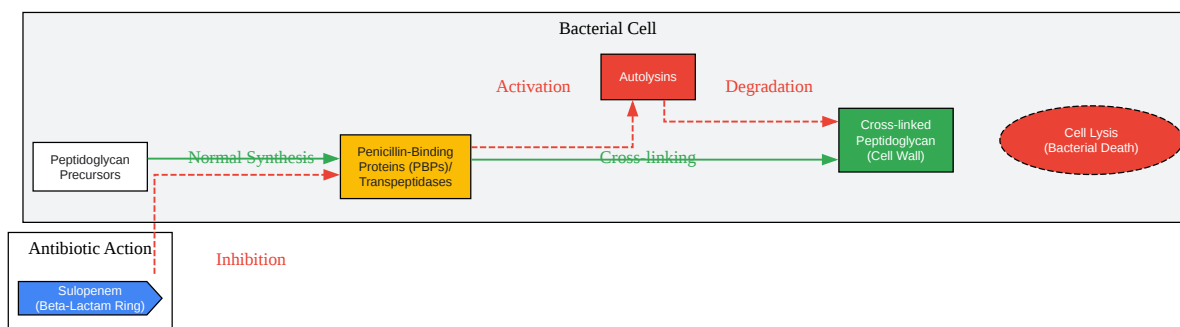 Bacterial Cell
Activation
Autolysins
Degradation
Peptidoglycan
Precursors
Normal Synthesis
Penicillin-Binding
Proteins (PBPs)/
Transpeptidases
Cross-linking
Cross-linked
Peptidoglycan
(Cell Wall)
Cell Lysis
(Bacterial Death)
Antibiotic Action
Inhibition
Sulopenem
(Beta-Lactam Ring)